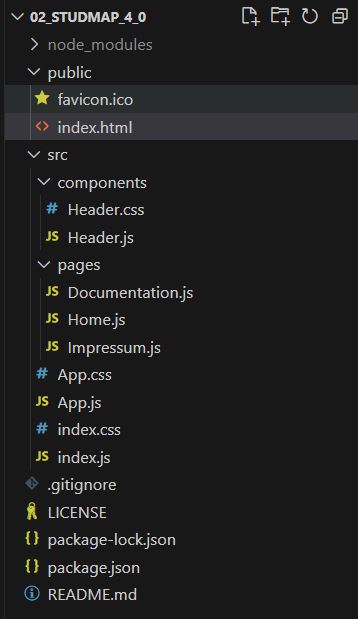 02_STUDMAP_4_0
node_modules
public
favicon.ico
<> index.html
src
components
# Header.css
JS Header.js
pages
JS Documentation.js
JS Home.js
JS Impressum.js
# App.css
JS App.js
# index.css
JS index.js
.gitignore
LICENSE
{} package-lock.json
{} package.json
README.md